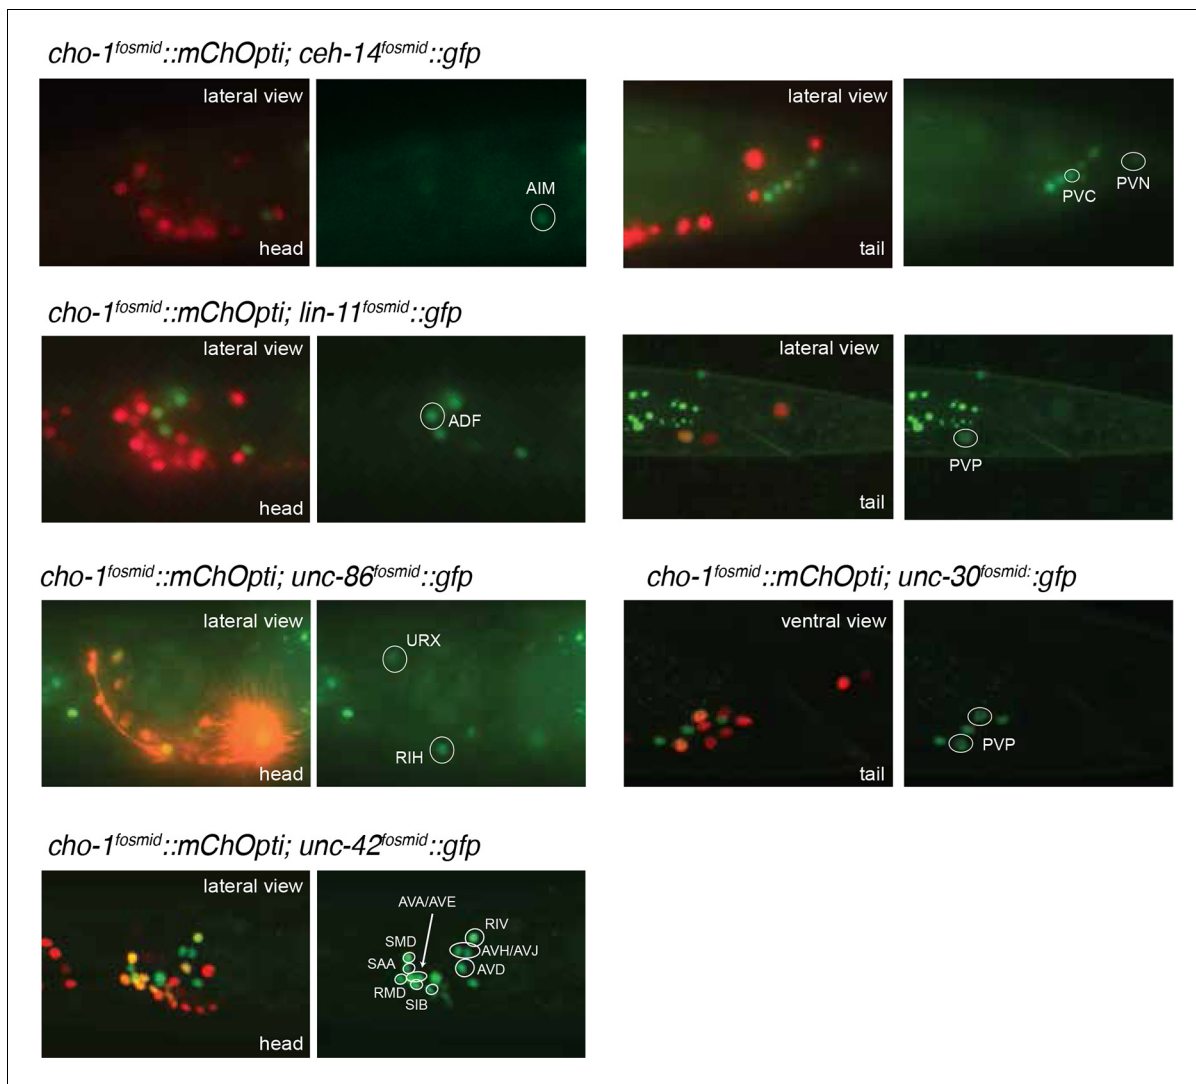 cho-1fosmid::mChOpti; ceh-14fosmid::gfp
lateral view
head
AIM
lateral view
tail
PVC
PVN
cho-1fosmid::mChOpti; lin-11fosmid::gfp
lateral view
head
ADF
lateral view
tail
PVP
cho-1fosmid::mChOpti; unc-86fosmid::gfp
lateral view
head
URX
RIH
cho-1fosmid::mChOpti; unc-30fosmid::gfp
ventral view
tail
PVP
cho-1fosmid::mChOpti; unc-42fosmid::gfp
lateral view
head
AVA/AVE
RIV
SMD
AVH/AVJ
SAA
AVD
RMD
SIB